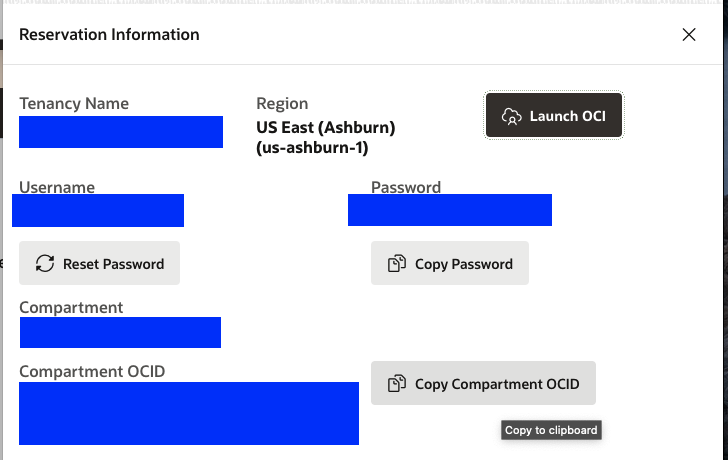 Reservation Information
Tenancy Name
Region
US East (Ashburn)
(us-ashburn-1)
Launch OCI
Username
Password
Reset Password
Copy Password
Compartment
Compartment OCID
Copy Compartment OCID
Copy to clipboard